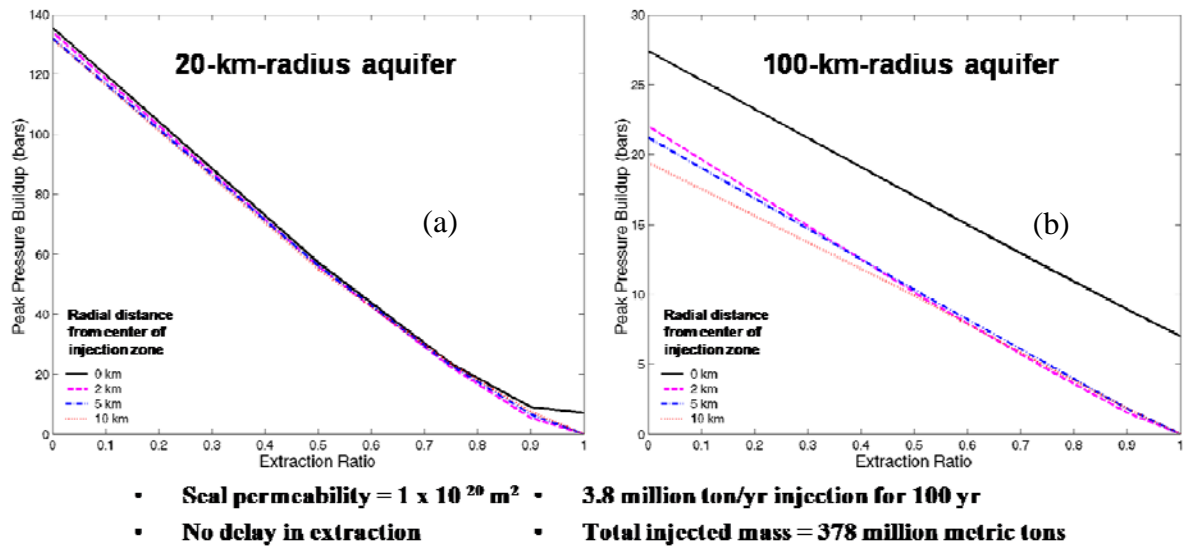 20-km-radius aquifer
Peak Pressure Buildup (bars)
140
120
100
80
60
40
20
0
(a)
Radial distance
from center of
injection zone
0 km
2 km
5 km
10 km
0 0.1 0.2 0.3 0.4 0.5 0.6 0.7 0.8 0.9 1
Extraction Ratio
100-km-radius aquifer
Peak Pressure Buildup (bars)
30
25
20
15
10
5
0
(b)
Radial distance
from center of
injection zone
0 km
2 km
5 km
10 km
0 0.1 0.2 0.3 0.4 0.5 0.6 0.7 0.8 0.9 1
Extraction Ratio
• Seal permeability = 1 x 10 20 m2
• No delay in extraction
• 3.8 million ton/yr injection for 100 yr
• Total injected mass = 378 million metric tons